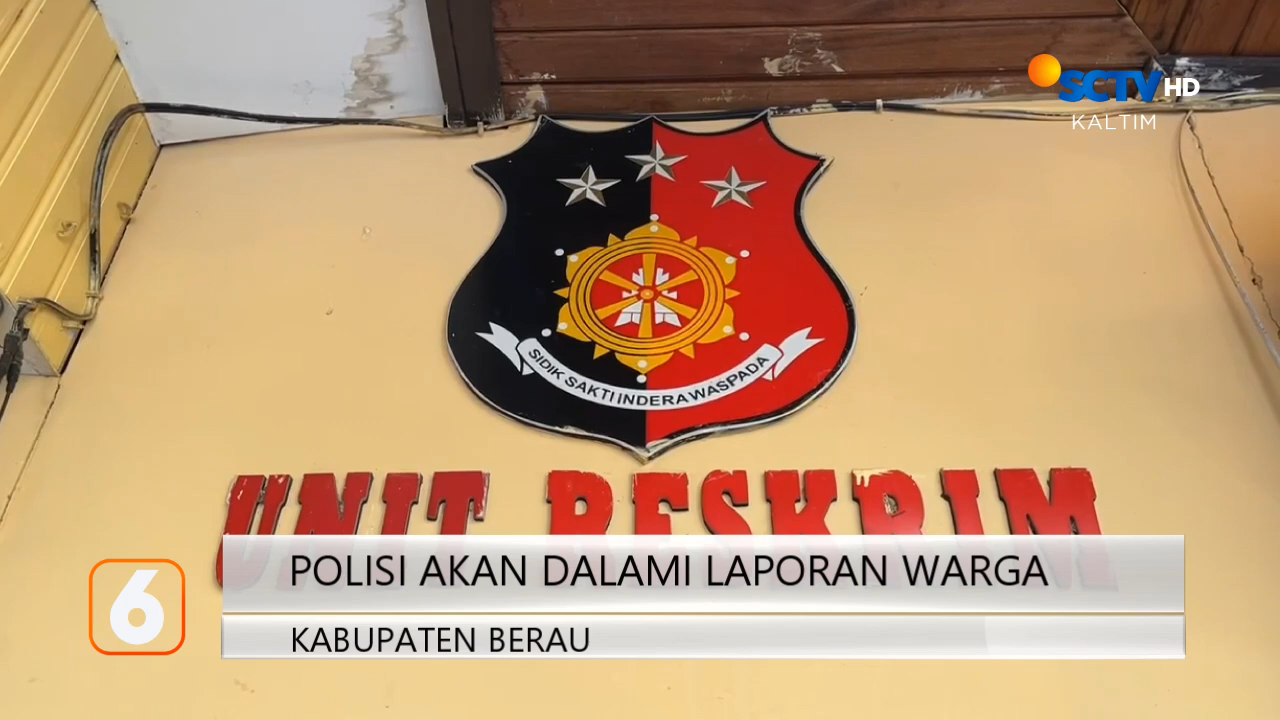 SCTV HD
KALTIM
SIDIK SAKTI INDERA WASPADA
UNIT RESKRIM
POLISI AKAN DALAMI LAPORAN WARGA
6
KABUPATEN BERAU